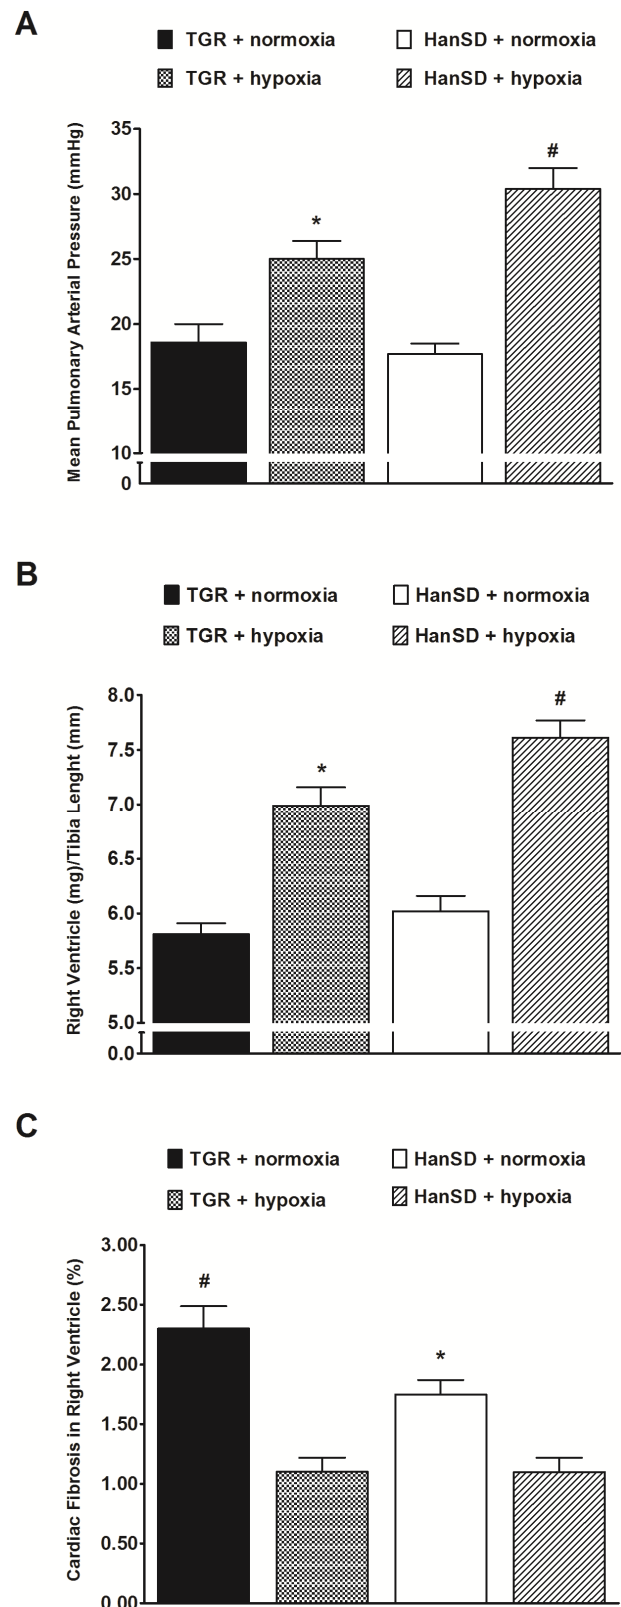 A
TGR + normoxia
HanSD + normoxia
TGR + hypoxia
HanSD + hypoxia
Mean Pulmonary Arterial Pressure (mmHg)
35
30
25
20
15
10
0
*
#
B
TGR + normoxia
HanSD + normoxia
TGR + hypoxia
HanSD + hypoxia
Right Ventricle (mg)/Tibia Lenght (mm)
8.0
7.5
7.0
6.5
6.0
5.5
5.0
0.0
*
#
C
TGR + normoxia
HanSD + normoxia
TGR + hypoxia
HanSD + hypoxia
Cardiac Fibrosis in Right Ventricle (%)
3.00
2.50
2.00
1.50
1.00
0.50
0.00
#
*